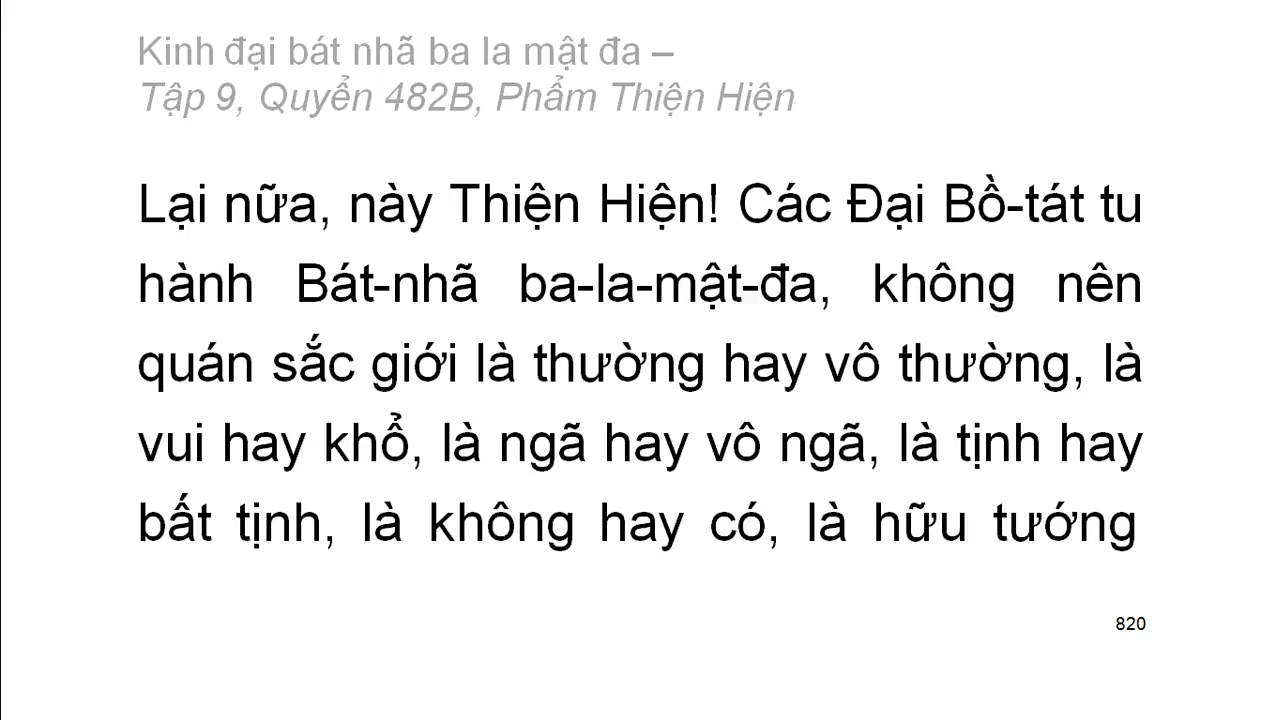 Kinh đại bát nhã ba la mật đa –
Tập 9, Quyển 482B, Phẩm Thiện Hiện
Lại nữa, này Thiện Hiện! Các Đại Bồ-tát tu
hành Bát-nhã ba-la-mật-đa, không nên
quán sắc giới là thường hay vô thường, là
vui hay khổ, là ngã hay vô ngã, là tịnh hay
bất tịnh, là không hay có, là hữu tướng
820